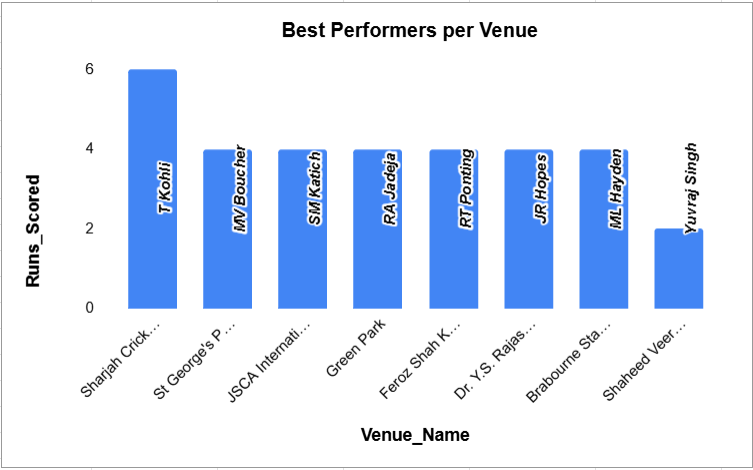 Best Performers per Venue
Runs_Scored
6
4
2
0
T Kohli
MV Boucher
SM Katich
RA Jadeja
RT Ponting
JR Hopes
ML Hayden
Yuvraj Singh
Sharjah Crick...
St George's P...
JSCA Internati...
Green Park
Feroz Shah K...
Dr. Y.S. Rajas...
Brabourne Sta...
Shaheed Veer...
Venue_Name